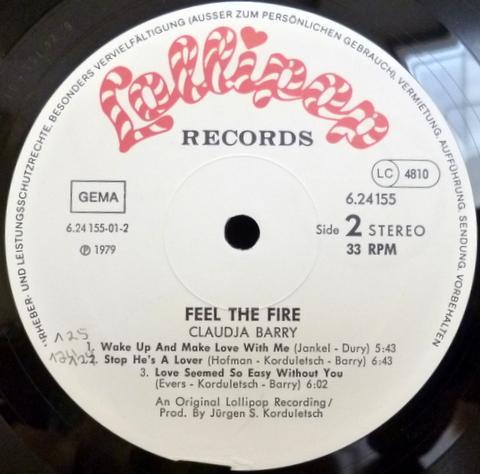 URHEBER- UND LEISTUNGSSCHUTZRECHTE, BESONDERS VERVIELFÄLTIGUNG (AUSSER ZUM PERSÖNLICHEN GEBRAUCH), VERMIETUNG, AUFFÜHRUNG, SENDUNG, VORBEHALTEN
Lollipop
RECORDS
LC 4810
GEMA
6.24155
6.24 155-01-2
Side 2 STEREO
℗ 1979
33 RPM
FEEL THE FIRE
CLAUDJA BARRY
125
1. Wake Up And Make Love With Me (Jankel - Dury) 5:43
2. Stop He's A Lover (Hofman - Korduletsch - Barry) 6:43
3. Love Seemed So Easy Without You
(Evers - Korduletsch - Barry) 6:02
An Original Lollipop Recording/
Prod. By Jürgen S. Korduletsch